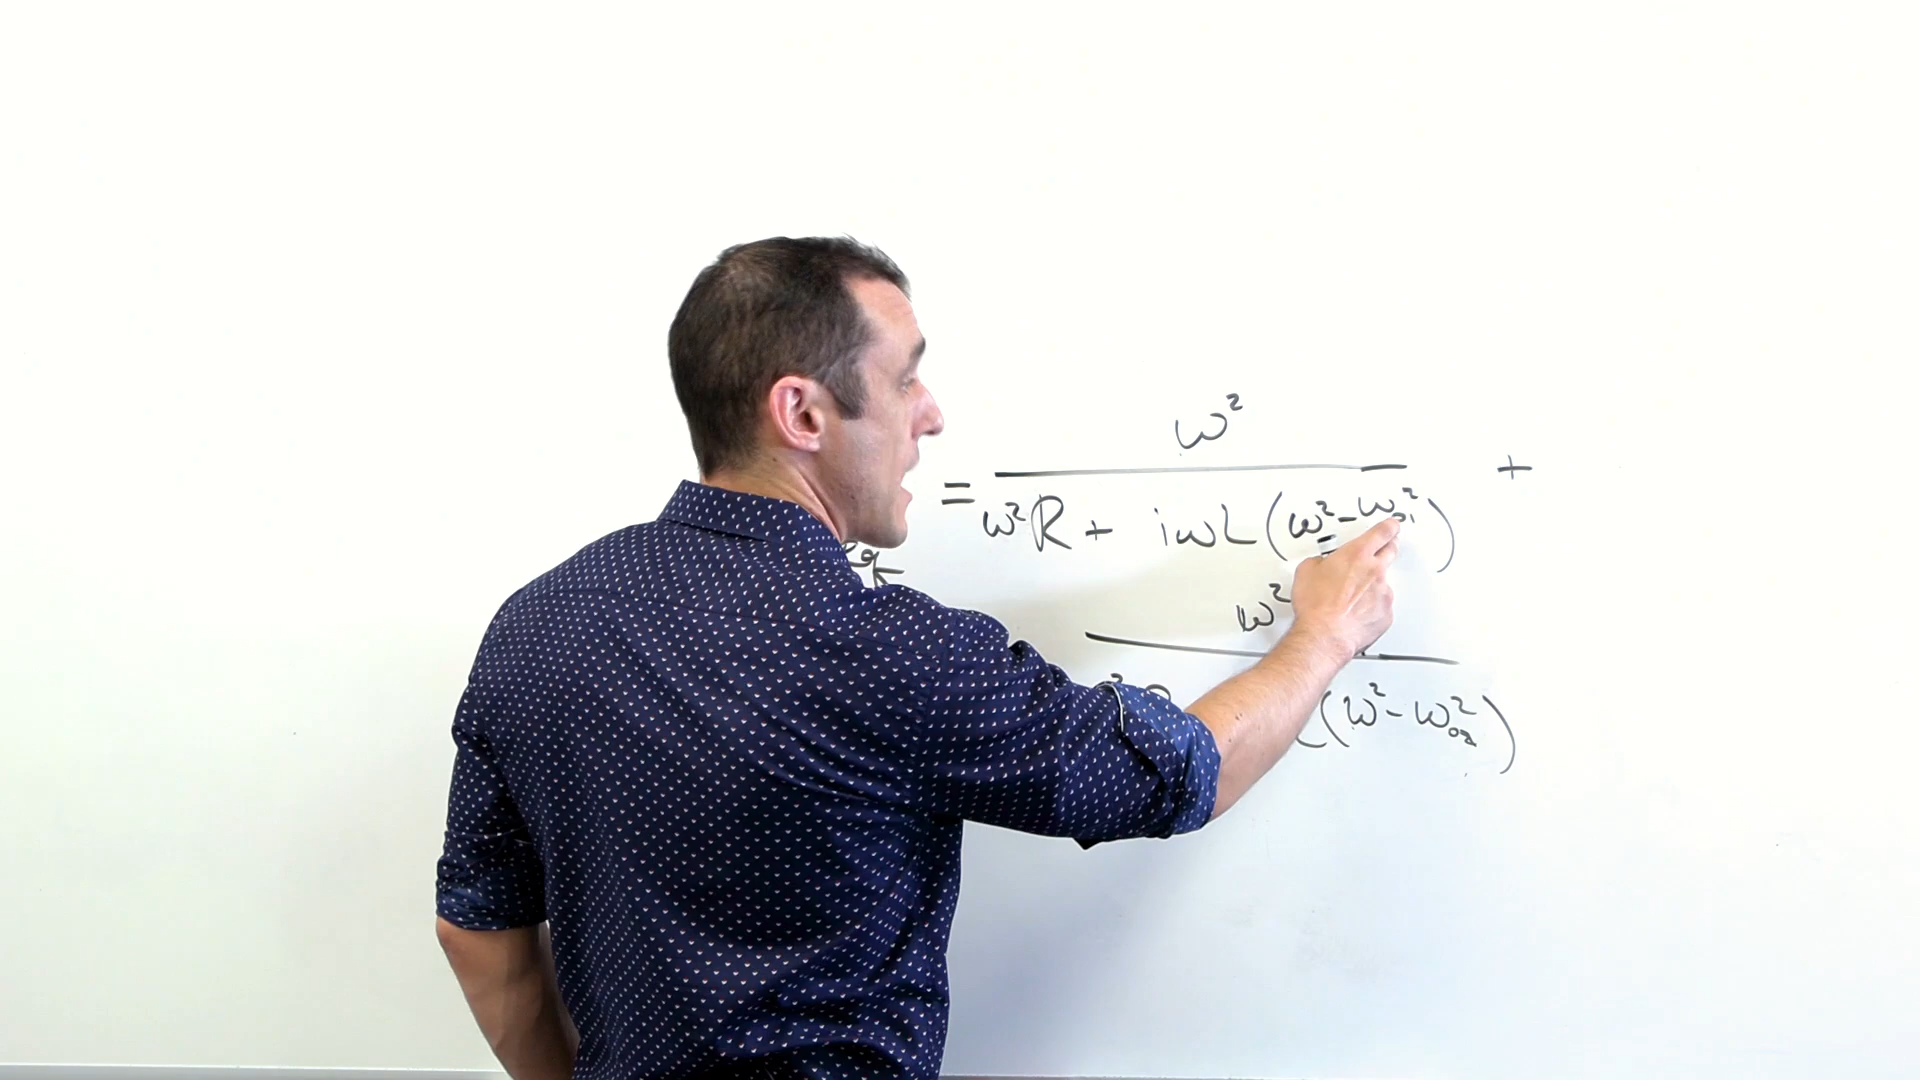 ω²
= ω²R + iωL(ω² - ω₀₁²) +
ω²
L(ω² - ω₀₂²)